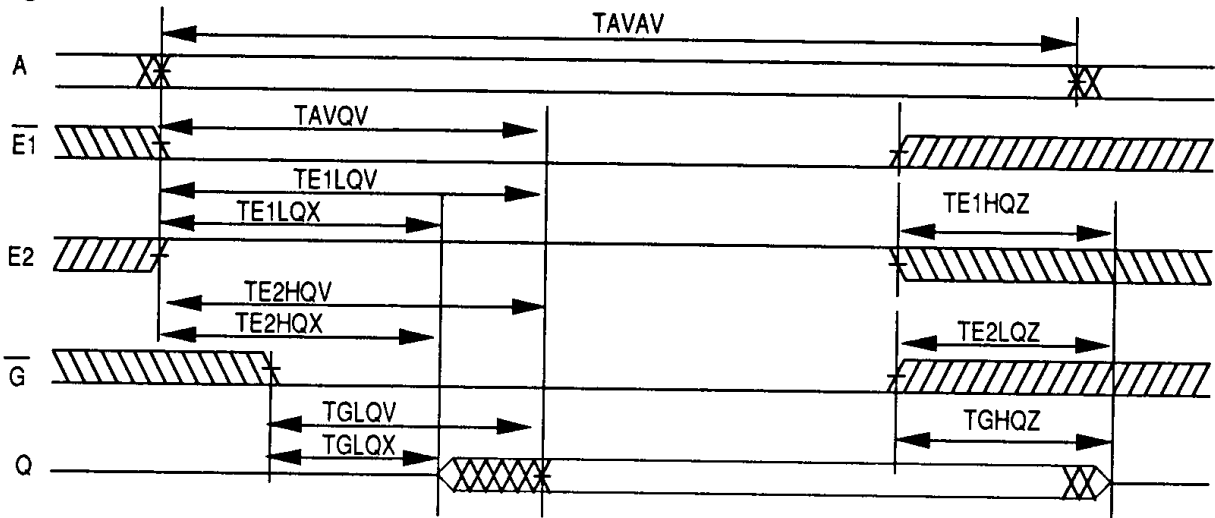 TAVAV
A
TAVQV
E1
TE1LQV
TE1LQX
TE1HQZ
E2
TE2HQV
TE2HQX
TE2LQZ
G
TGLQV
TGHQZ
TGLQX
Q